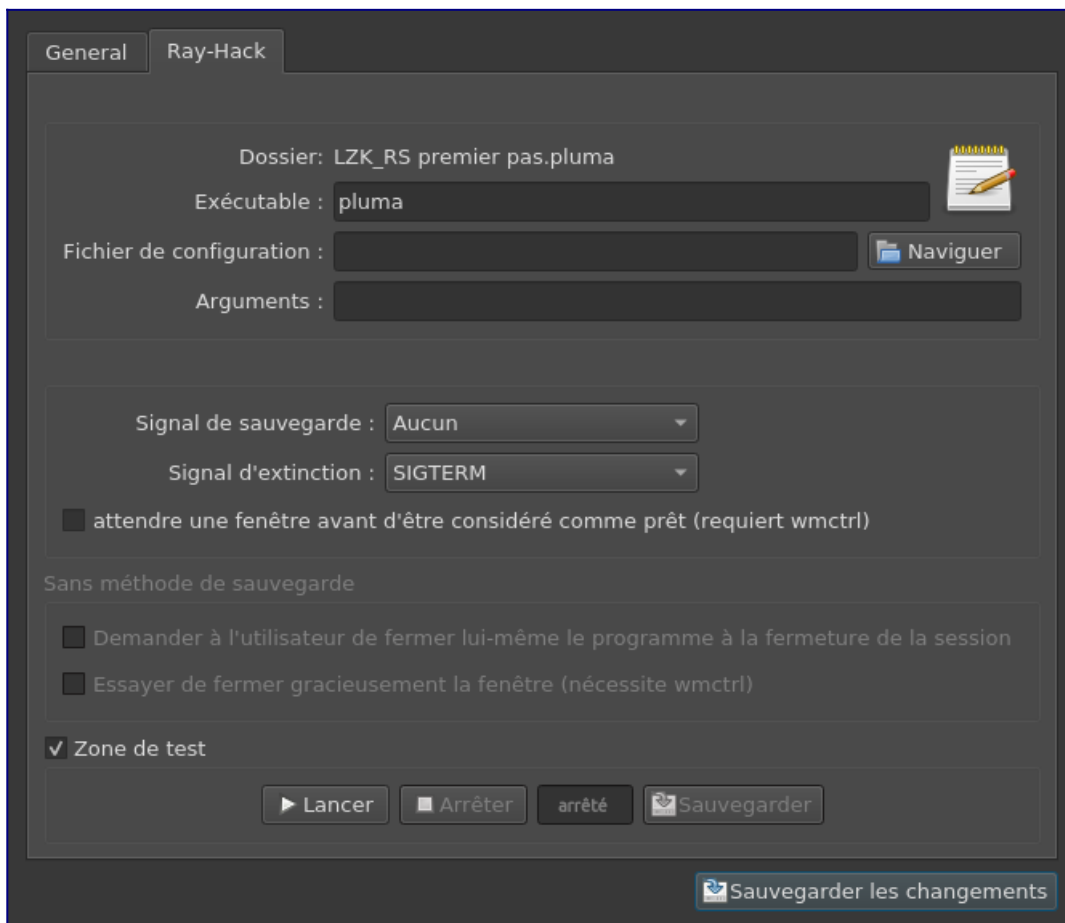 General Ray-Hack
Dossier: LZK_RS premier pas.pluma
Exécutable : pluma
Fichier de configuration : Naviguer
Arguments :
Signal de sauvegarde : Aucun
Signal d'extinction : SIGTERM
attendre une fenêtre avant d'être considéré comme prêt (requiert wmctrl)
Sans méthode de sauvegarde
Demander à l'utilisateur de fermer lui-même le programme à la fermeture de la session
Essayer de fermer gracieusement la fenêtre (nécessite wmctrl)
Zone de test
Lancer Arrêter arrêté Sauvegarder
Sauvegarder les changements